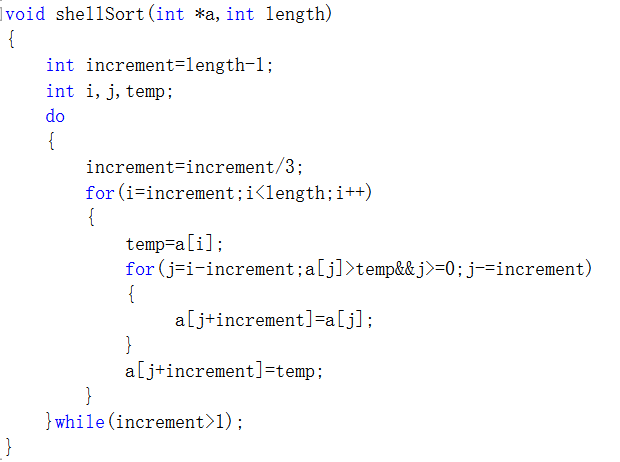 void shellSort(int *a,int length)
{
    int increment=length-1;
    int i,j,temp;
    do
    {
        increment=increment/3;
        for(i=increment;i<length;i++)
        {
            temp=a[i];
            for(j=i-increment;a[j]>temp&&j>=0;j-=increment)
            {
                 a[j+increment]=a[j];
            }
            a[j+increment]=temp;
        }
    }while(increment>1);
}